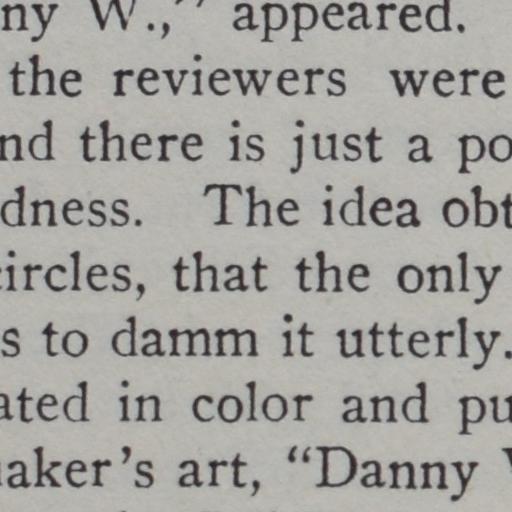 ny W.,” appeared.
the reviewers were
nd there is just a po
dness. The idea obt
circles, that the only
s to damm it utterly.
ated in color and pu
aker’s art, “Danny